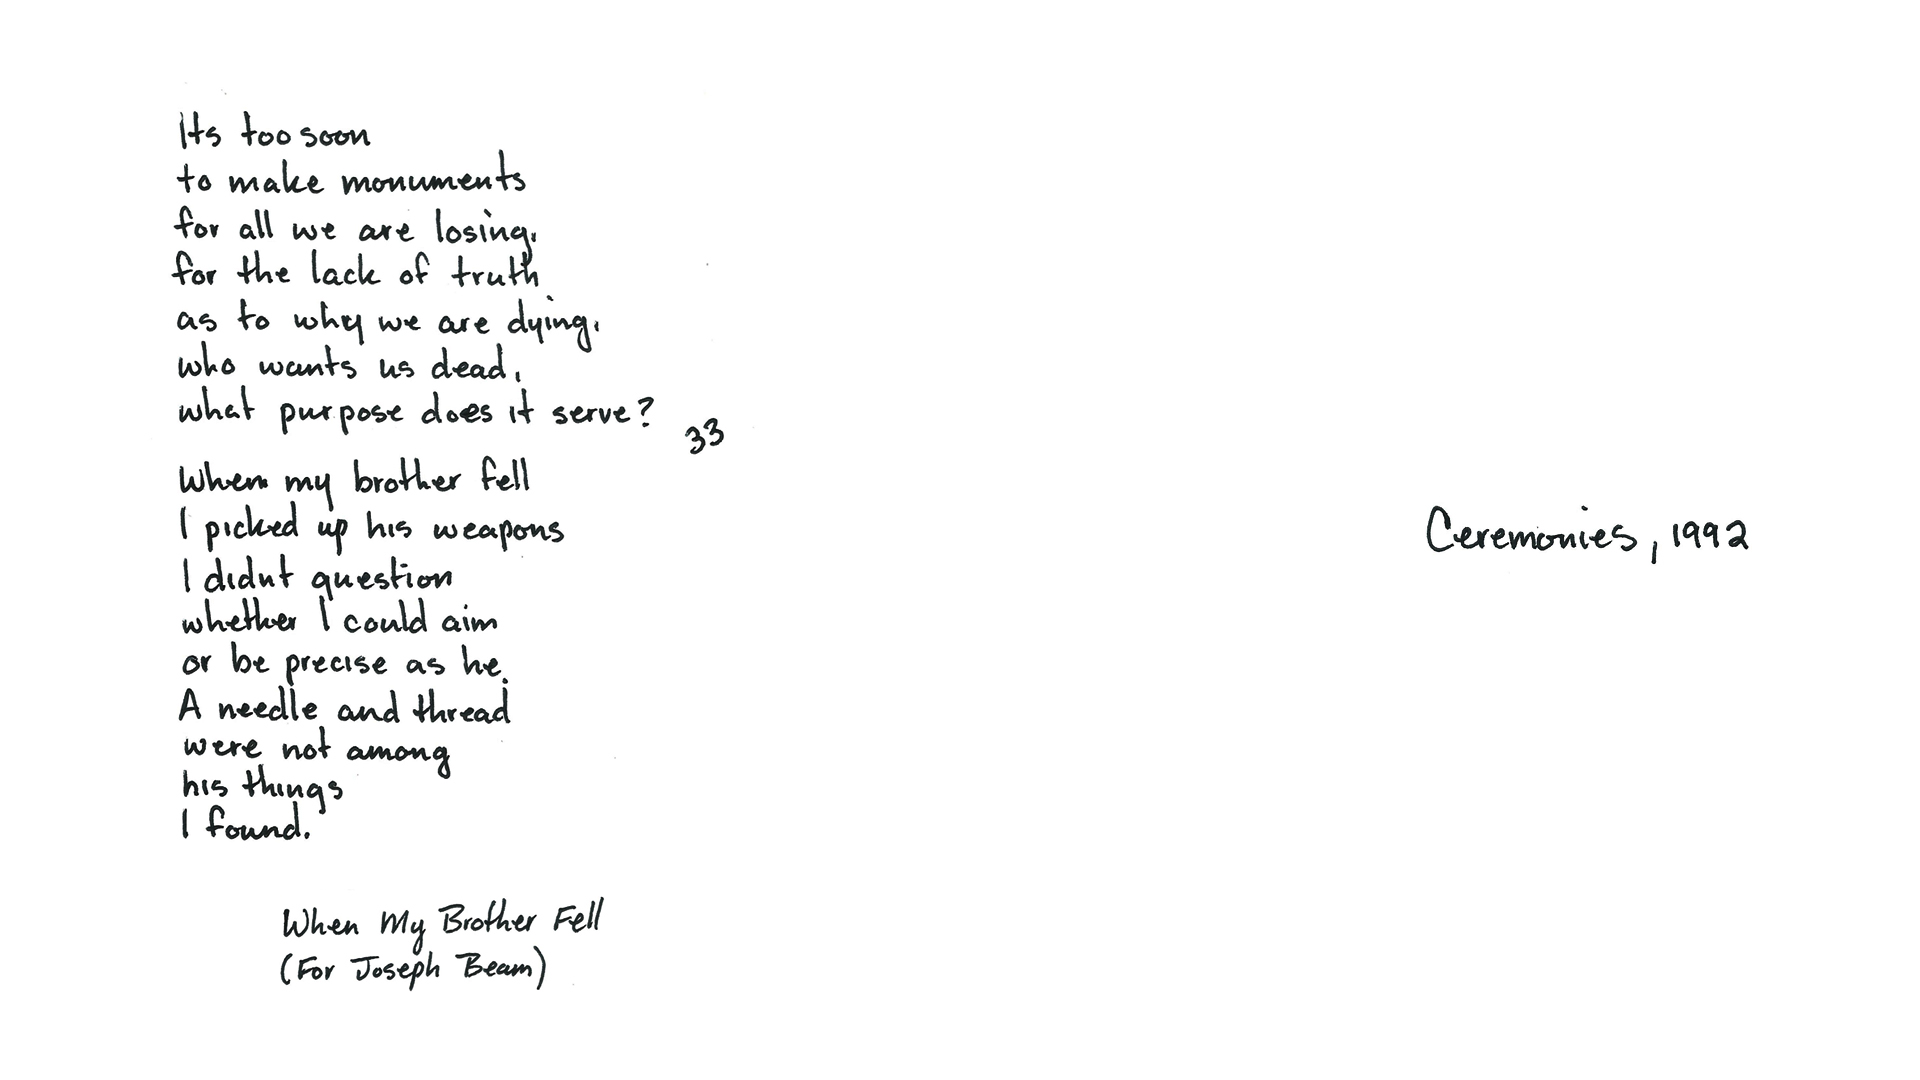 Its too soon
to make monuments
for all we are losing,
for the lack of truth
as to why we are dying,
who wants us dead,
what purpose does it serve?
33
When my brother fell
I picked up his weapons
I didnt question
whether I could aim
or be precise as he.
A needle and thread
were not among
his things
I found.
When My Brother Fell
(For Joseph Beam)
Ceremonies, 1992